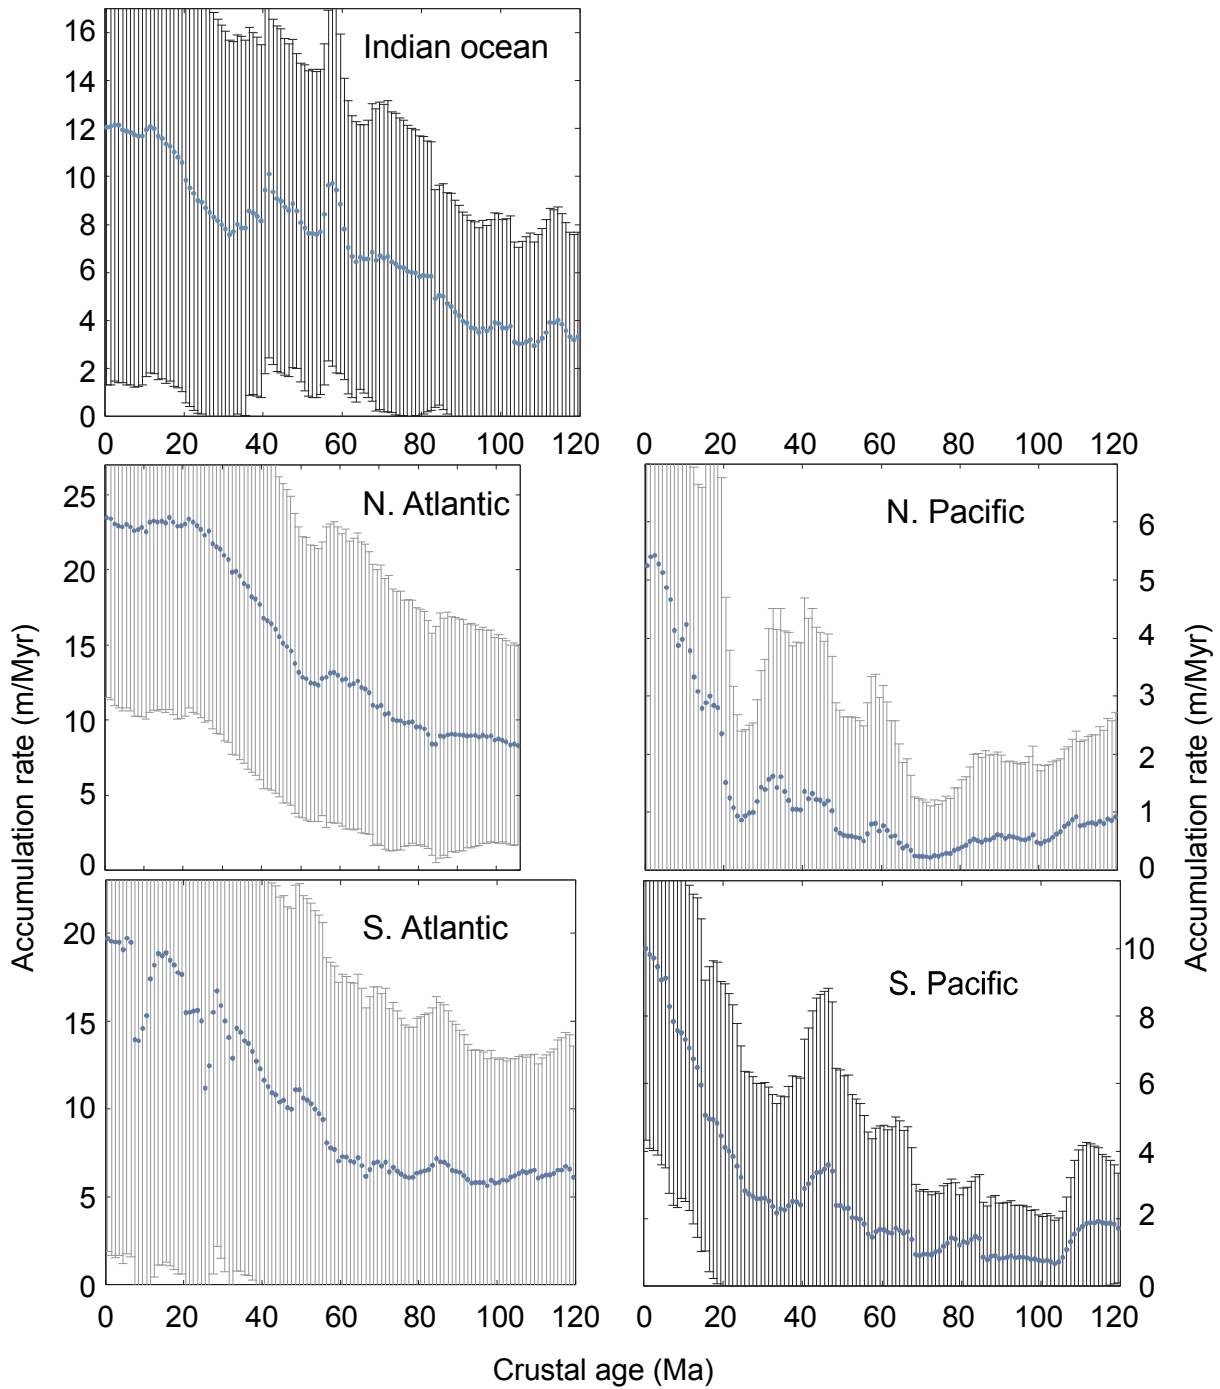 Indian ocean
16
14
12
10
8
6
4
2
0
0 20 40 60 80 100 120
N. Atlantic
25
20
15
10
5
0
0 20 40 60 80 100 120
N. Pacific
6
5
4
3
2
1
0
S. Atlantic
20
15
10
5
0
0 20 40 60 80 100 120
S. Pacific
10
8
6
4
2
0
0 20 40 60 80 100 120
Accumulation rate (m/Myr)
Accumulation rate (m/Myr)
Crustal age (Ma)